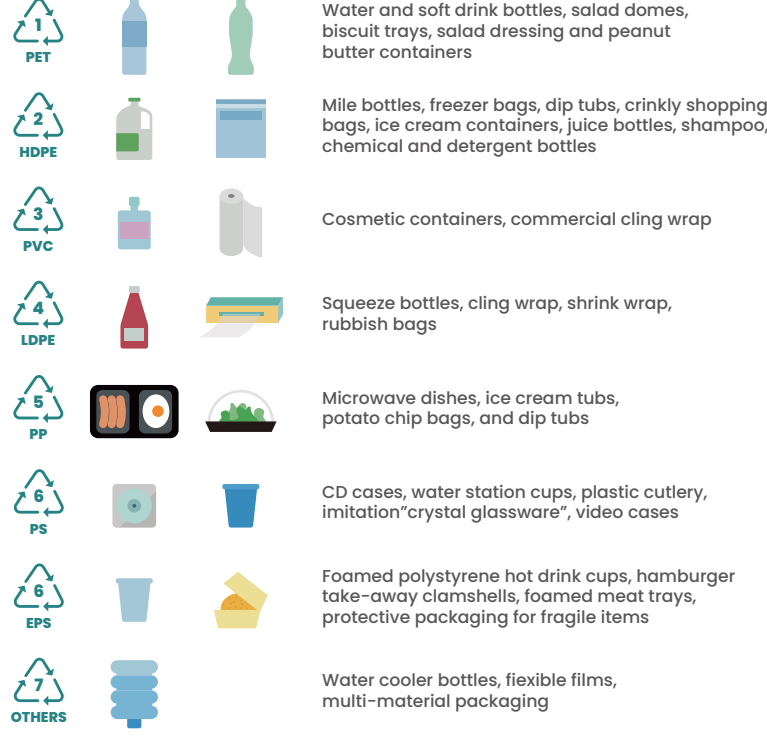 1
PET
Water and soft drink bottles, salad domes,
biscuit trays, salad dressing and peanut
butter containers
2
HDPE
Mile bottles, freezer bags, dip tubs, crinkly shopping
bags, ice cream containers, juice bottles, shampoo,
chemical and detergent bottles
3
PVC
Cosmetic containers, commercial cling wrap
4
LDPE
Squeeze bottles, cling wrap, shrink wrap,
rubbish bags
5
PP
Microwave dishes, ice cream tubs,
potato chip bags, and dip tubs
6
PS
CD cases, water station cups, plastic cutlery,
imitation”crystal glassware”, video cases
6
EPS
Foamed polystyrene hot drink cups, hamburger
take-away clamshells, foamed meat trays,
protective packaging for fragile items
7
OTHERS
Water cooler bottles, fiexible films,
multi-material packaging